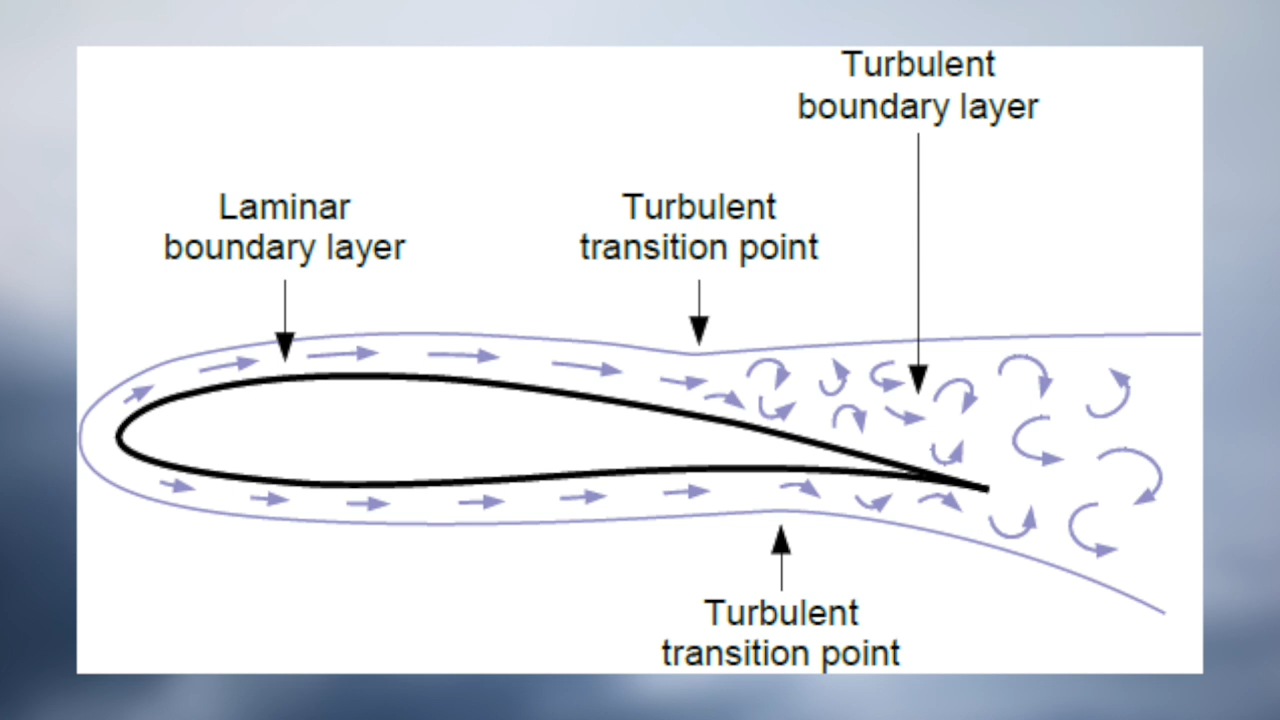 Turbulent
boundary layer
Laminar
boundary layer
Turbulent
transition point
Turbulent
transition point